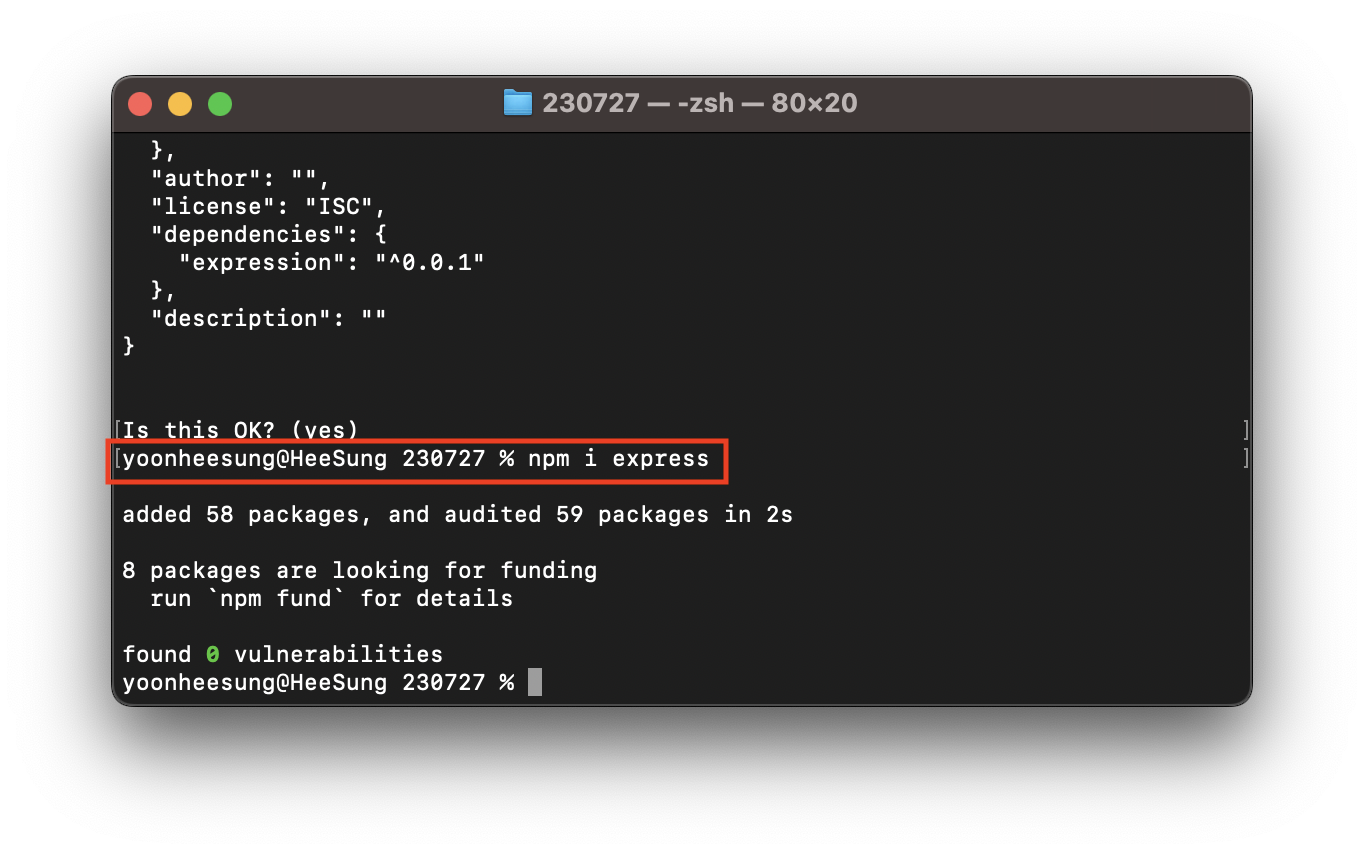 230727 — -zsh — 80×20
  },
  "author": "",
  "license": "ISC",
  "dependencies": {
    "expression": "^0.0.1"
  },
  "description": ""
}
[Is this OK? (yes) ]
[yoonheesung@HeeSung 230727 % npm i express ]
added 58 packages, and audited 59 packages in 2s
8 packages are looking for funding
  run `npm fund` for details
found 0 vulnerabilities
yoonheesung@HeeSung 230727 %